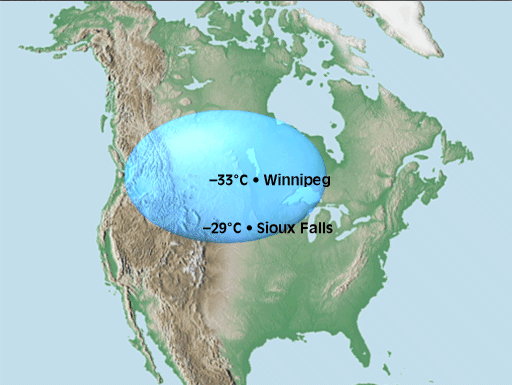 –33°C • Winnipeg
–29°C • Sioux Falls